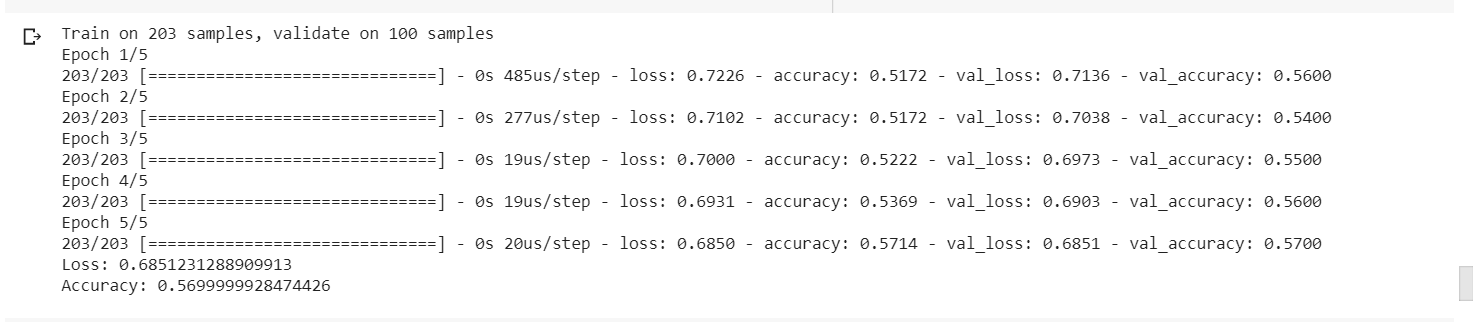 Train on 203 samples, validate on 100 samples
Epoch 1/5
203/203 [==============================] - 0s 485us/step - loss: 0.7226 - accuracy: 0.5172 - val_loss: 0.7136 - val_accuracy: 0.5600
Epoch 2/5
203/203 [==============================] - 0s 277us/step - loss: 0.7102 - accuracy: 0.5172 - val_loss: 0.7038 - val_accuracy: 0.5400
Epoch 3/5
203/203 [==============================] - 0s 19us/step - loss: 0.7000 - accuracy: 0.5222 - val_loss: 0.6973 - val_accuracy: 0.5500
Epoch 4/5
203/203 [==============================] - 0s 19us/step - loss: 0.6931 - accuracy: 0.5369 - val_loss: 0.6903 - val_accuracy: 0.5600
Epoch 5/5
203/203 [==============================] - 0s 20us/step - loss: 0.6850 - accuracy: 0.5714 - val_loss: 0.6851 - val_accuracy: 0.5700
Loss: 0.6851231288909913
Accuracy: 0.5699999928474426